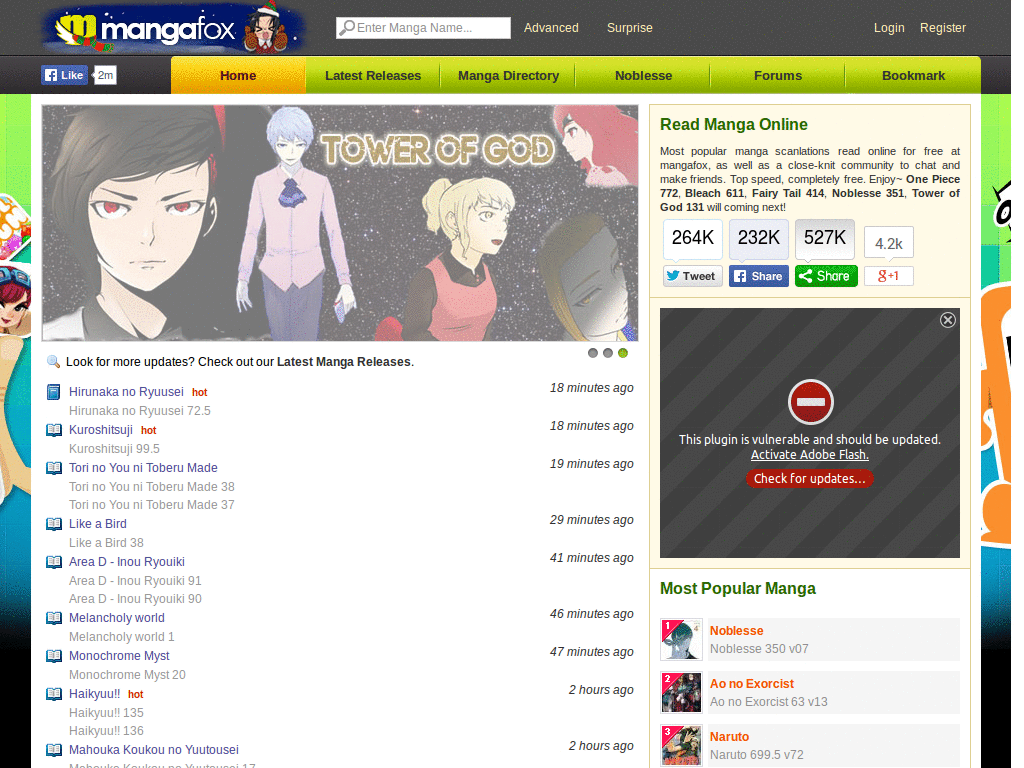 mangafox
Enter Manga Name...
Advanced
Surprise
Login
Register
Like
2m
Home
Latest Releases
Manga Directory
Noblesse
Forums
Bookmark
TOWER OF GOD
Look for more updates? Check out our Latest Manga Releases.
Hirunaka no Ryuusei hot
18 minutes ago
Hirunaka no Ryuusei 72.5
Kuroshitsuji hot
18 minutes ago
Kuroshitsuji 99.5
Tori no You ni Toberu Made
19 minutes ago
Tori no You ni Toberu Made 38
Tori no You ni Toberu Made 37
Like a Bird
29 minutes ago
Like a Bird 38
Area D - Inou Ryouiki
41 minutes ago
Area D - Inou Ryouiki 91
Area D - Inou Ryouiki 90
Melancholy world
46 minutes ago
Melancholy world 1
Monochrome Myst
47 minutes ago
Monochrome Myst 20
Haikyuu!! hot
2 hours ago
Haikyuu!! 135
Haikyuu!! 136
Mahouka Koukou no Yuutousei
2 hours ago
Mahouka Koukou no Yuutousei 17
Read Manga Online
Most popular manga scanlations read online for free at
mangafox, as well as a close-knit community to chat and
make friends. Top speed, completely free. Enjoy~ One Piece
772, Bleach 611, Fairy Tail 414, Noblesse 351, Tower of
God 131 will coming next!
264K
232K
527K
4.2k
Tweet
Share
Share
g+1
This plugin is vulnerable and should be updated.
Activate Adobe Flash.
Check for updates...
Most Popular Manga
1
Noblesse
Noblesse 350 v07
2
Ao no Exorcist
Ao no Exorcist 63 v13
3
Naruto
Naruto 699.5 v72